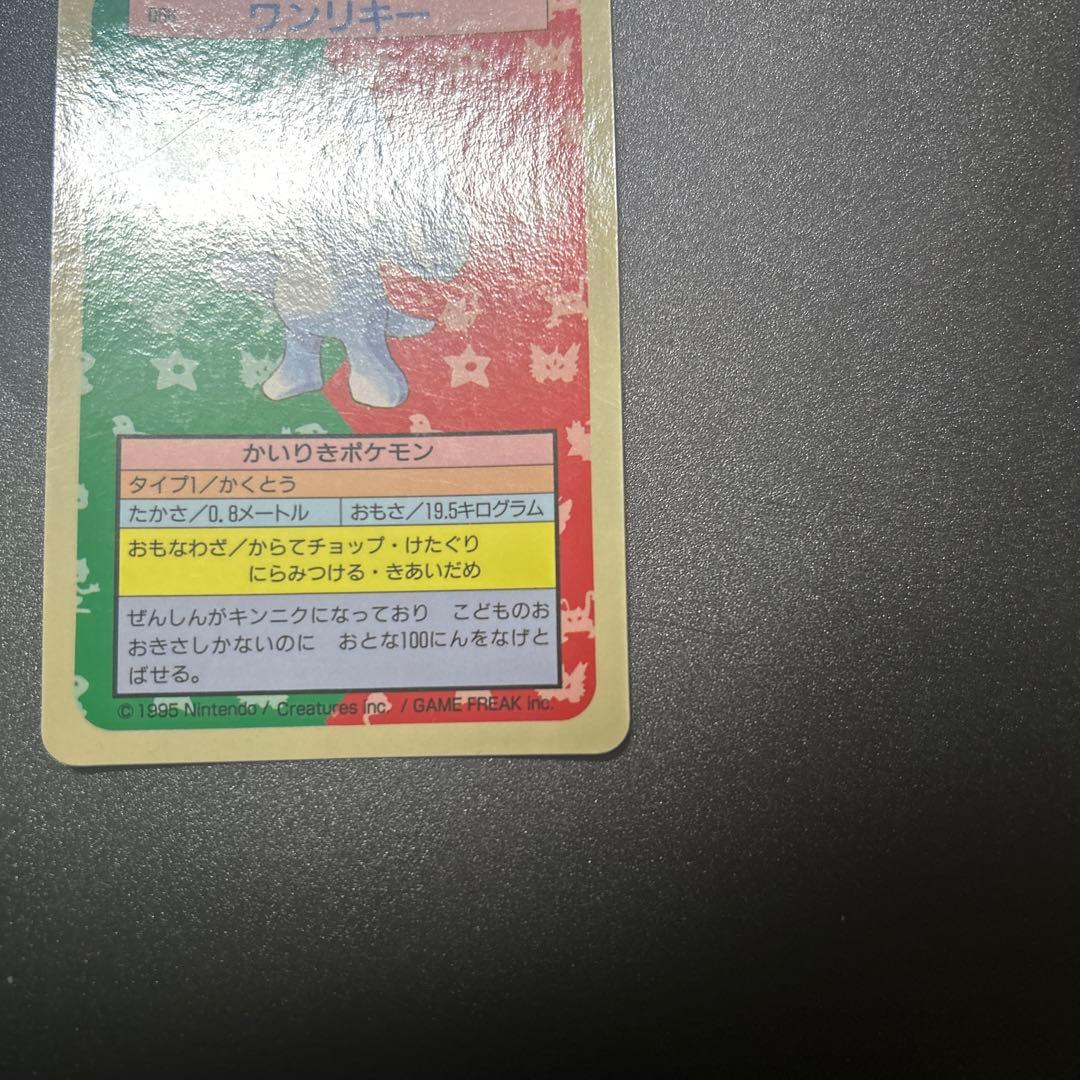 066
ワンリキー
かいりきポケモン
タイプ1／かくとう
たかさ／0.8メートル おもさ／19.5キログラム
おもなわざ／からてチョップ・けたぐり
にらみつける・きあいだめ
ぜんしんがキンニクになっており こどものお
おきさしかないのに おとな100にんをなげと
ばせる。
© 1995 Nintendo / Creatures inc. / GAME FREAK inc.